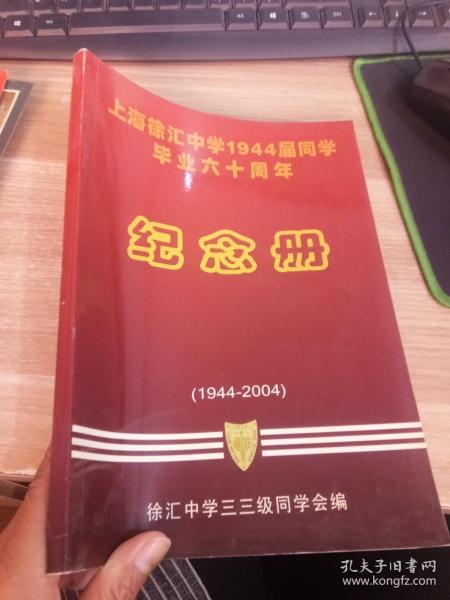 上海徐汇中学1944届同学
毕业六十周年
纪念册
(1944-2004)
徐汇中学三三级同学会编
孔夫子旧书网
www.kongfz.com